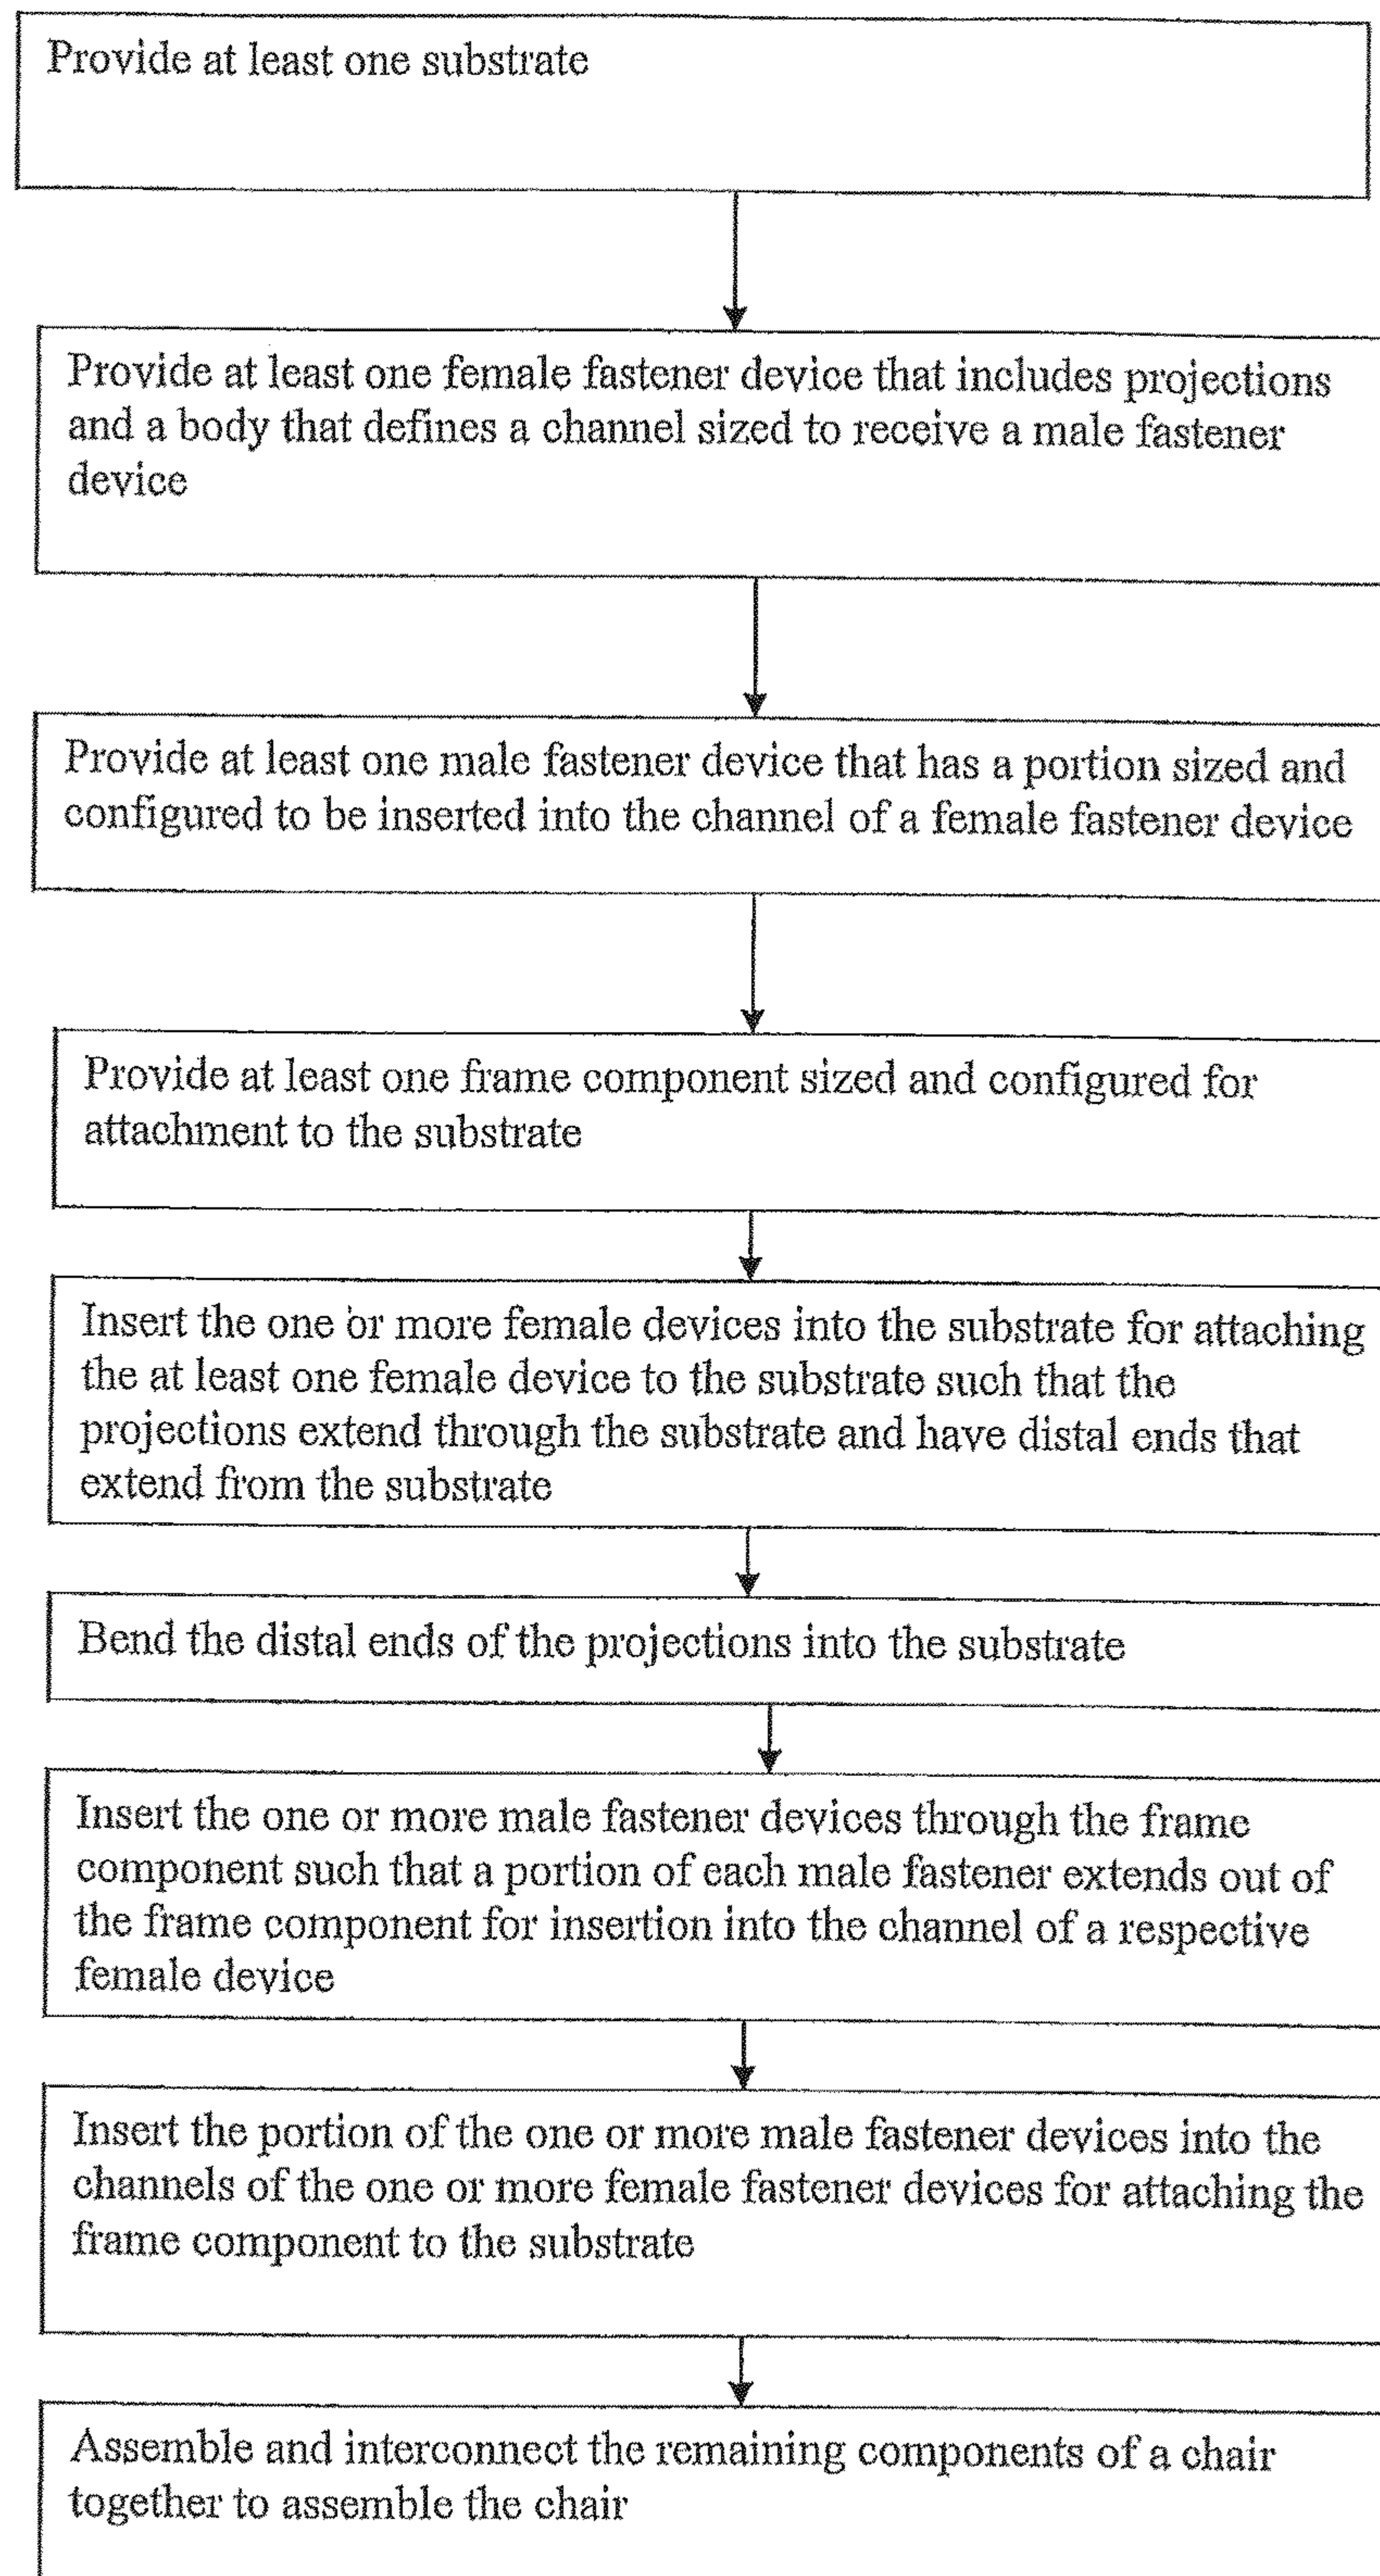 Provide at least one substrate
Provide at least one female fastener device that includes projections
and a body that defines a channel sized to receive a male fastener
device
Provide at least one male fastener device that has a portion sized and
configured to be inserted into the channel of a female fastener device
Provide at least one frame component sized and configured for
attachment to the substrate
Insert the one or more female devices into the substrate for attaching
the at least one female device to the substrate such that the
projections extend through the substrate and have distal ends that
extend from the substrate
Bend the distal ends of the projections into the substrate
Insert the one or more male fastener devices through the frame
component such that a portion of each male fastener extends out of
the frame component for insertion into the channel of a respective
female device
Insert the portion of the one or more male fastener devices into the
channels of the one or more female fastener devices for attaching the
frame component to the substrate
Assemble and interconnect the remaining components of a chair
together to assemble the chair